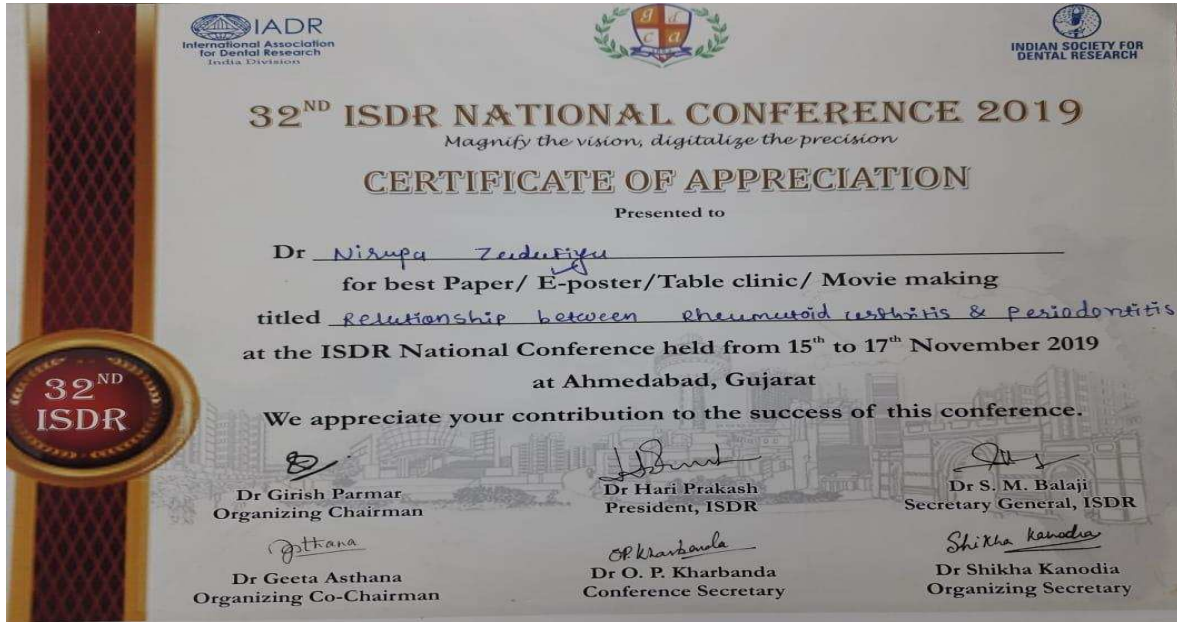 IADR
International Association
for Dental Research
India Division
g d
c a
INDIAN SOCIETY FOR
DENTAL RESEARCH
32ND ISDR NATIONAL CONFERENCE 2019
Magnify the vision, digitalize the precision
CERTIFICATE OF APPRECIATION
Presented to
Dr Nirupa
for best Paper/ E-poster/Table clinic/ Movie making
titled Relationship between Rheumatoid arthritis & Periodontitis
at the ISDR National Conference held from 15th to 17th November 2019
at Ahmedabad, Gujarat
We appreciate your contribution to the success of this conference.
32ND
ISDR
Dr Girish Parmar
Organizing Chairman
Dr Hari Prakash
President, ISDR
Dr S. M. Balaji
Secretary General, ISDR
Asthana
OP. Kharbanda
Shikha Kanodia
Dr Geeta Asthana
Organizing Co-Chairman
Dr O. P. Kharbanda
Conference Secretary
Dr Shikha Kanodia
Organizing Secretary